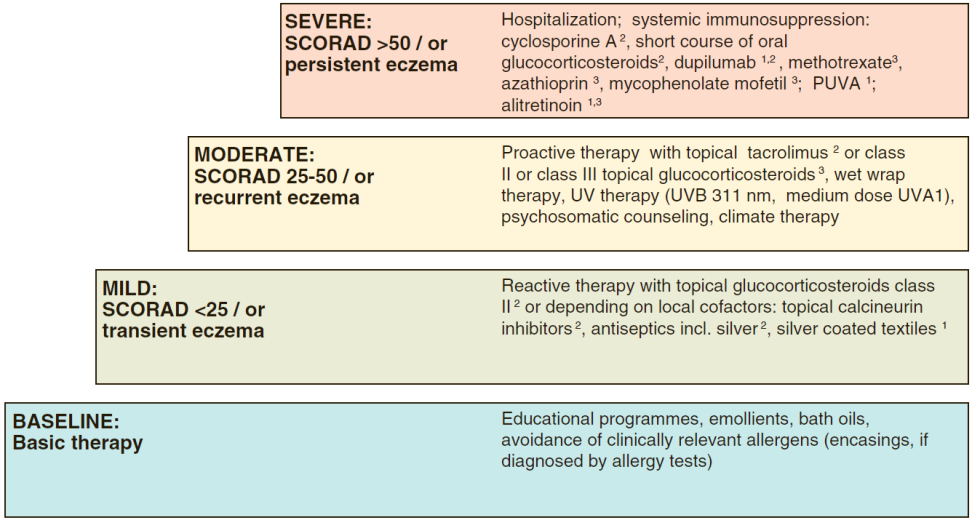 SEVERE:
SCORAD >50 / or
persistent eczema
Hospitalization; systemic immunosuppression:
cyclosporine A ², short course of oral
glucocorticosteroids², dupilumab ¹,² , methotrexate³,
azathioprin ³, mycophenolate mofetil ³; PUVA ¹;
alitretinoin ¹,³
MODERATE:
SCORAD 25-50 / or
recurrent eczema
Proactive therapy with topical tacrolimus ² or class
II or class III topical glucocorticosteroids ³, wet wrap
therapy, UV therapy (UVB 311 nm, medium dose UVA1),
psychosomatic counseling, climate therapy
MILD:
SCORAD <25 / or
transient eczema
Reactive therapy with topical glucocorticosteroids class
II ² or depending on local cofactors: topical calcineurin
inhibitors ², antiseptics incl. silver ², silver coated textiles ¹
BASELINE:
Basic therapy
Educational programmes, emollients, bath oils,
avoidance of clinically relevant allergens (encasings, if
diagnosed by allergy tests)